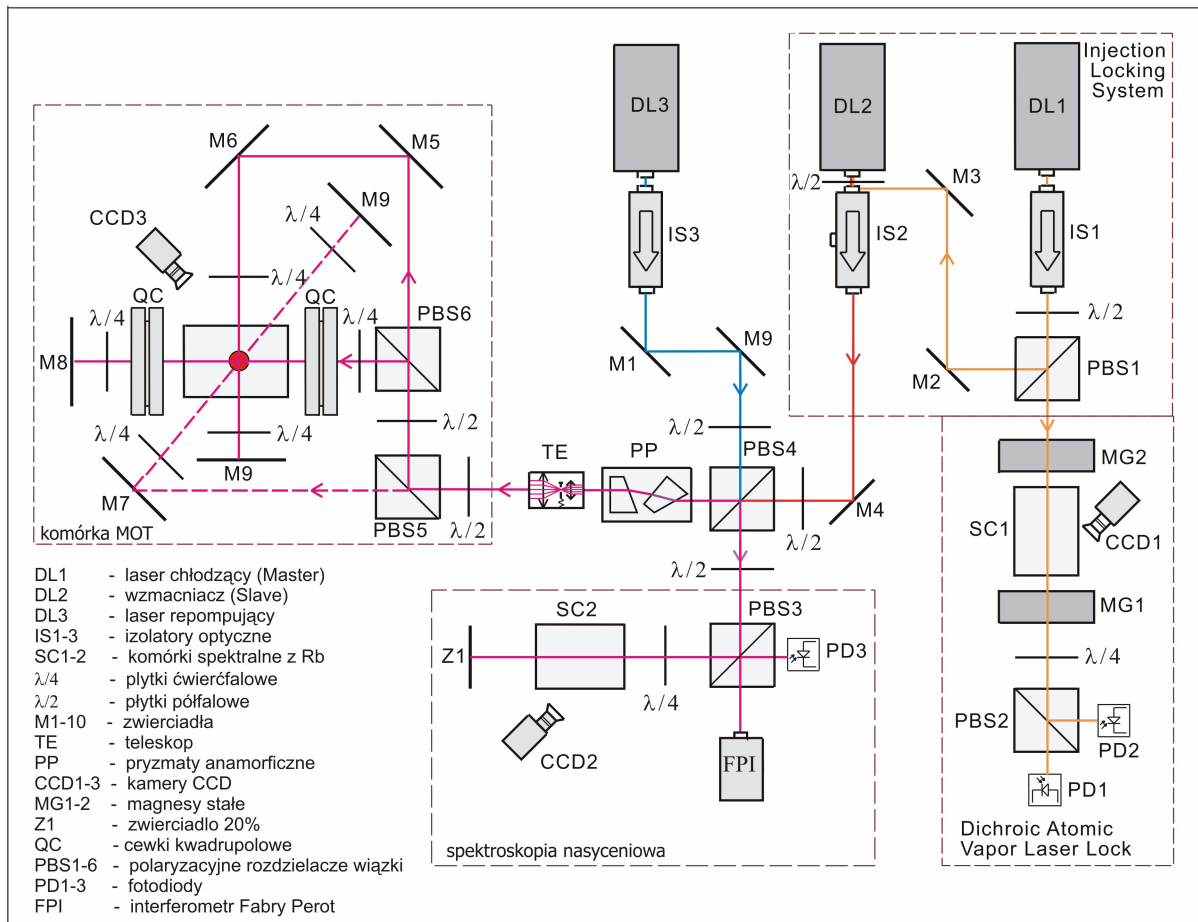 Injection
Locking
System
DL3
DL2
DL1
λ/2
M3
IS3
IS2
IS1
λ/2
M6
M5
M9
λ/4
CCD3
λ/4
QC
QC
λ/4
λ/4
PBS6
M8
M1
M9
M2
PBS1
λ/4
λ/4
λ/2
λ/2
M9
M7
TE
PP
PBS4
MG2
SC1
CCD1
PBS5
λ/2
M4
λ/2
komórka MOT
λ/2
MG1
SC2
PBS3
Z1
PD3
λ/4
λ/4
CCD2
FPI
PBS2
PD2
PD1
spektroskopia nasyceniowa
Dichroic Atomic
Vapor Laser Lock
DL1 - laser chłodzący (Master)
DL2 - wzmacniacz (Slave)
DL3 - laser repompujący
IS1-3 - izolatory optyczne
SC1-2 - komórki spektralne z Rb
λ/4 - plytki ćwierćfalowe
λ/2 - płytki półfalowe
M1-10 - zwierciadła
TE - teleskop
PP - pryzmaty anamorficzne
CCD1-3 - kamery CCD
MG1-2 - magnesy stałe
Z1 - zwierciadlo 20%
QC - cewki kwadrupolowe
PBS1-6 - polaryzacyjne rozdzielacze wiązki
PD1-3 - fotodiody
FPI - interferometr Fabry Perot